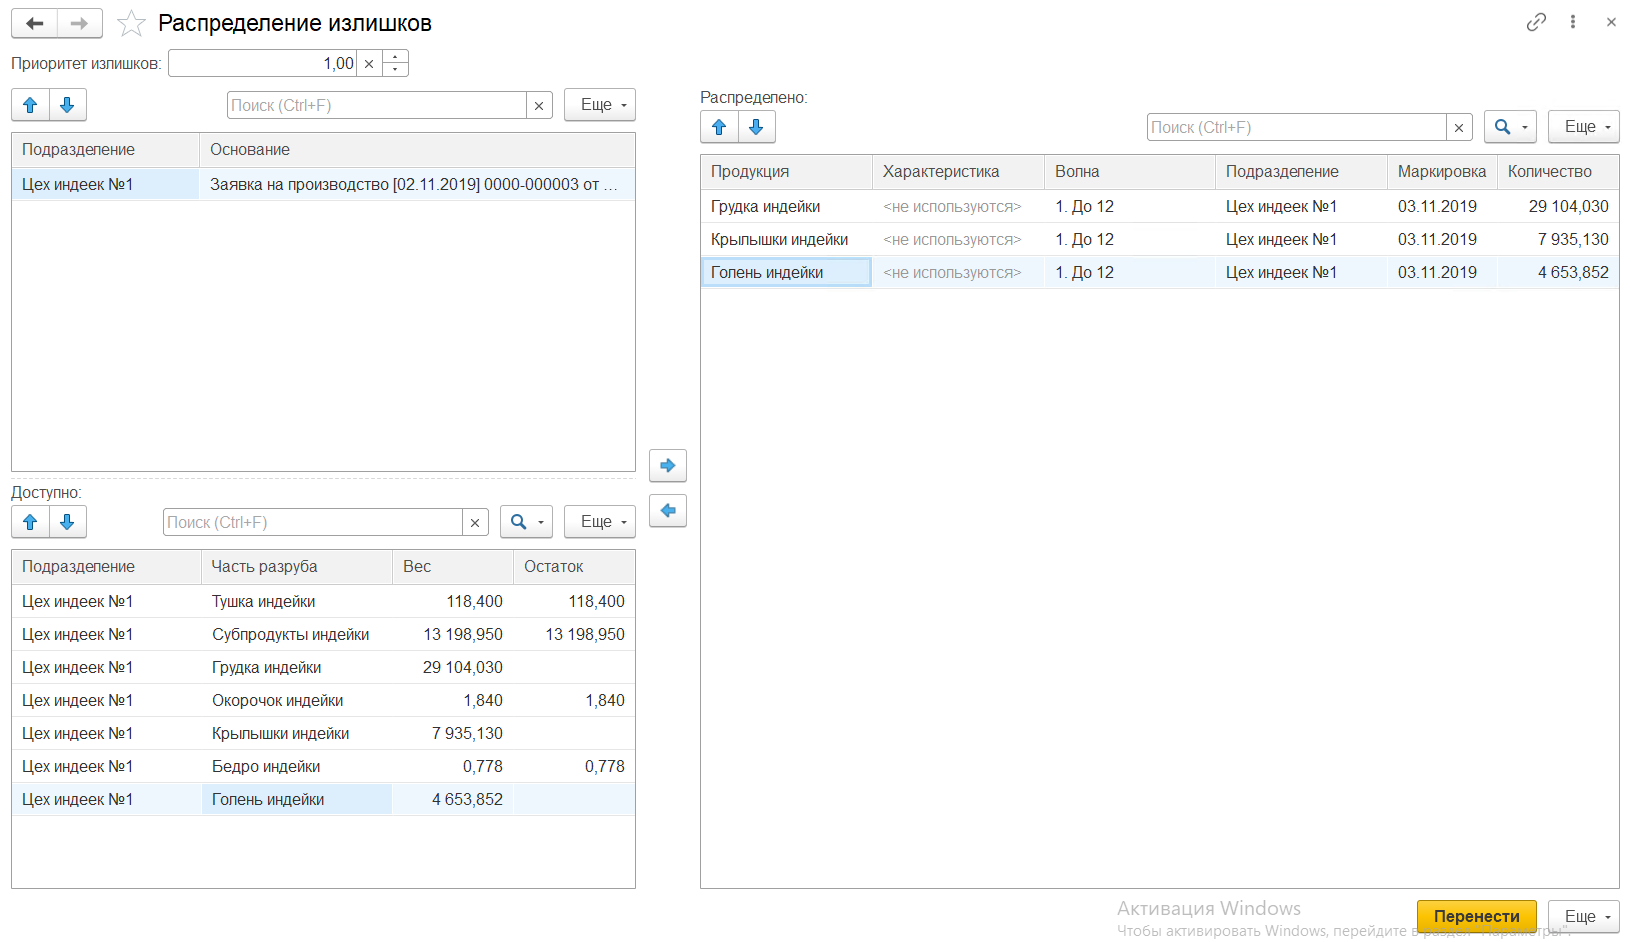 Распределение излишков
Приоритет излишков: 1,00
Поиск (Ctrl+F) Еще
Подразделение Основание
Цех индеек №1 Заявка на производство [02.11.2019] 0000-000003 от ...
Доступно:
Поиск (Ctrl+F) Еще
Подразделение Часть разруба Вес Остаток
Цех индеек №1 Тушка индейки 118,400 118,400
Цех индеек №1 Субпродукты индейки 13 198,950 13 198,950
Цех индеек №1 Грудка индейки 29 104,030
Цех индеек №1 Окорочок индейки 1,840 1,840
Цех индеек №1 Крылышки индейки 7 935,130
Цех индеек №1 Бедро индейки 0,778 0,778
Цех индеек №1 Голень индейки 4 653,852
Распределено:
Поиск (Ctrl+F) Еще
Продукция Характеристика Волна Подразделение Маркировка Количество
Грудка индейки <не используются> 1. До 12 Цех индеек №1 03.11.2019 29 104,030
Крылышки индейки <не используются> 1. До 12 Цех индеек №1 03.11.2019 7 935,130
Голень индейки <не используются> 1. До 12 Цех индеек №1 03.11.2019 4 653,852
Перенести Еще
Активация Windows
Чтобы активировать Windows, перейдите в раздел "Параметры".